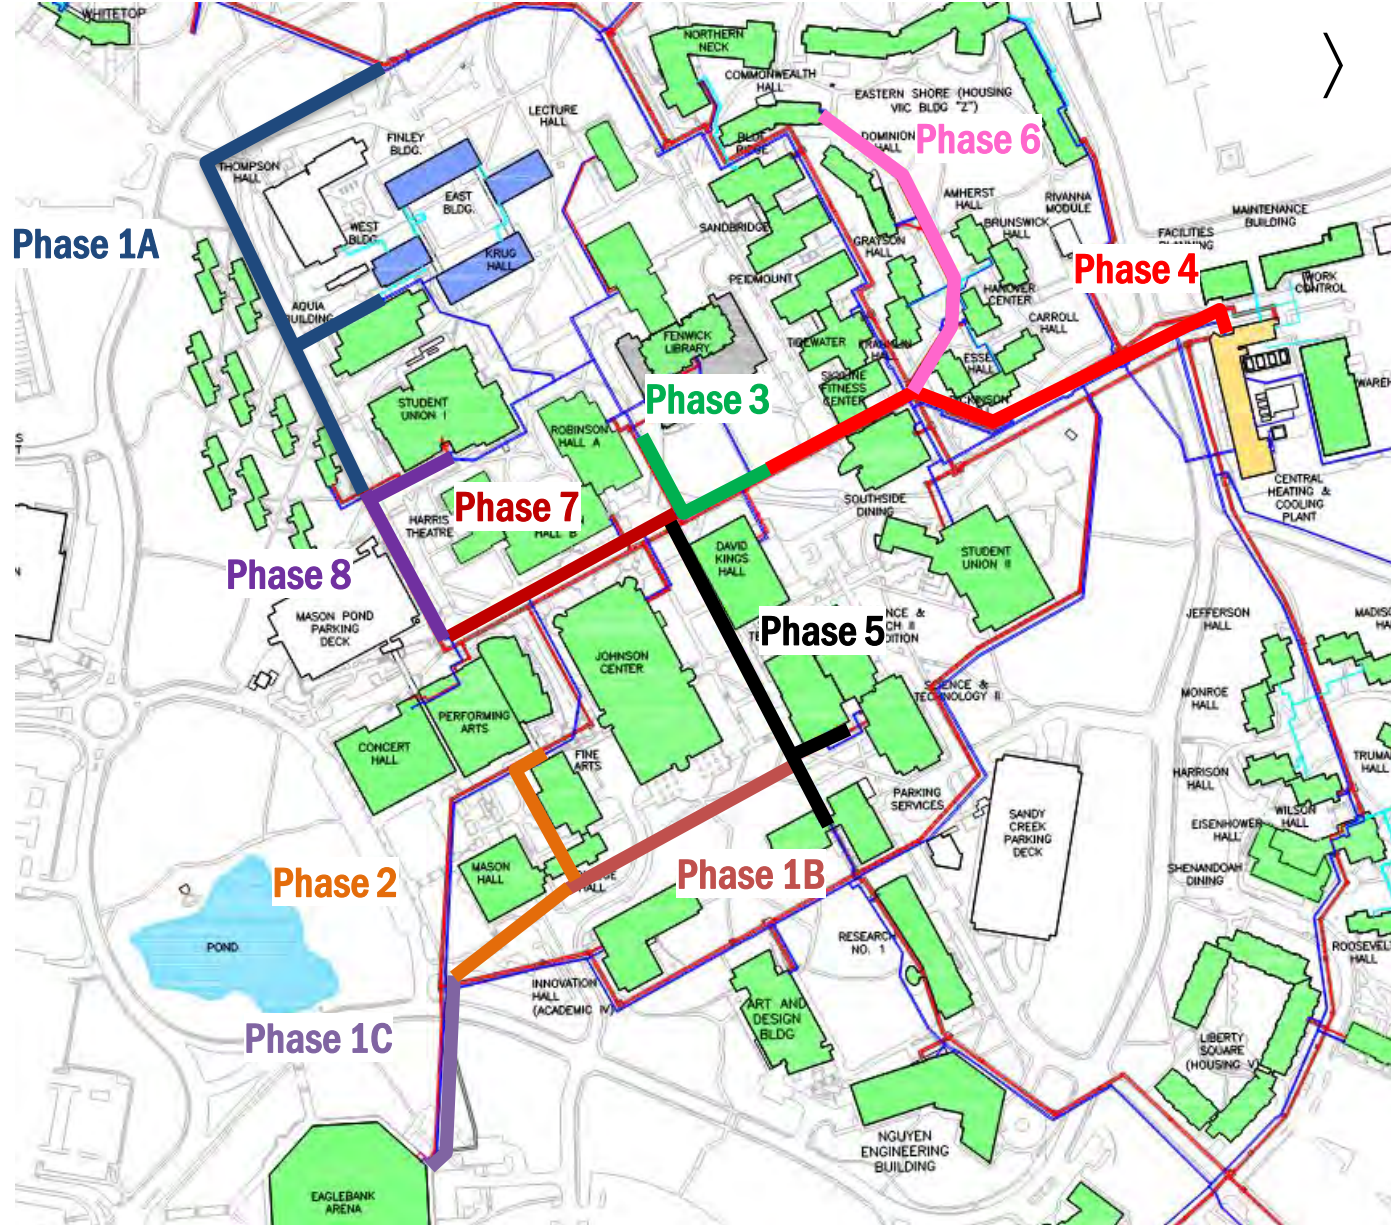 WHITETOP
NORTHERN
NECK
COMMONWEALTH
HALL
EASTERN SHORE (HOUSING
VIIC BLDG "Z")
LECTURE
HALL
FINLEY
BLDG.
BLUE
RIDGE
DOMINION
HALL
Phase 6
THOMPSON
HALL
EAST
BLDG.
AMHERST
HALL
RIVANNA
MODULE
MAINTENANCE
BUILDING
WEST
BLDG
KRUG
HALL
SANDBRIDGE
BRUNSWICK
HALL
GRAYSON
HALL
FACILITIES
Phase 1A
Phase 4
PEIDMOUNT
HANOVER
CENTER
WORK
CONTROL
AQUIA
BUILDING
CARROLL
HALL
FENWICK
LIBRARY
TIDEWATER
FRANKLIN
HALL
SKYLINE
FITNESS
CENTER
Phase 3
STUDENT
UNION I
ROBINSON
HALL A
HARRIS
THEATRE
Phase 7
HALL B
SOUTHSIDE
DINING
CENTRAL
HEATING &
COOLING
PLANT
DAVID
KINGS
HALL
STUDENT
UNION II
Phase 8
MASON POND
PARKING
DECK
JEFFERSON
HALL
Phase 5
JOHNSON
CENTER
SCIENCE &
TECHNOLOGY II
MONROE
HALL
PERFORMING
ARTS
CONCERT
HALL
FINE
ARTS
HARRISON
HALL
HALL
PARKING
SERVICES
SANDY
CREEK
PARKING
DECK
WILSON
HALL
EISENHOWER
HALL
MASON
HALL
Phase 2
Phase 1B
HALL
SHENANDOAH
DINING
POND
RESEARCH
NO. 1
HALL
INNOVATION
HALL
(ACADEMIC IV)
ART AND
DESIGN
BLDG
Phase 1C
LIBERTY
SQUARE
(HOUSING V)
NGUYEN
ENGINEERING
BUILDING
EAGLEBANK
ARENA